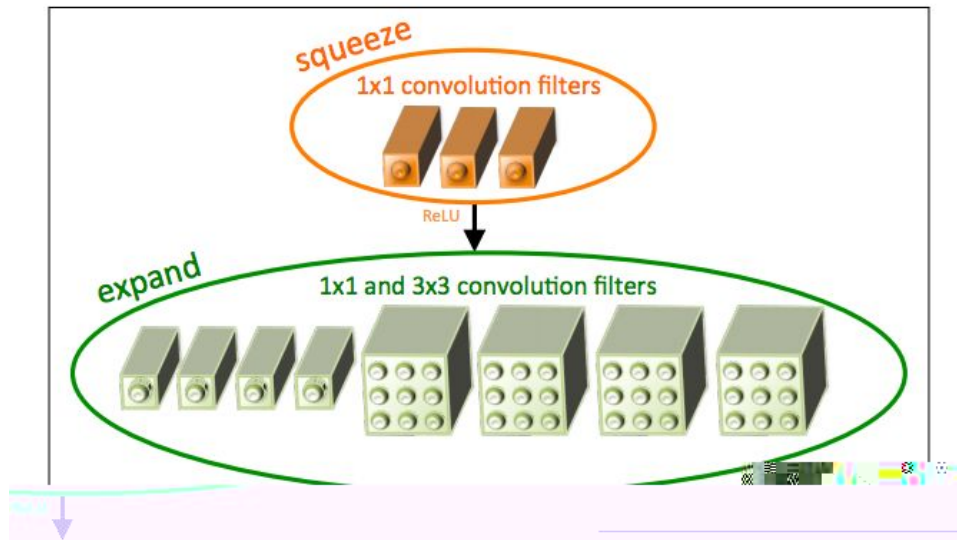 squeeze
1x1 convolution filters
ReLU
expand
1x1 and 3x3 convolution filters